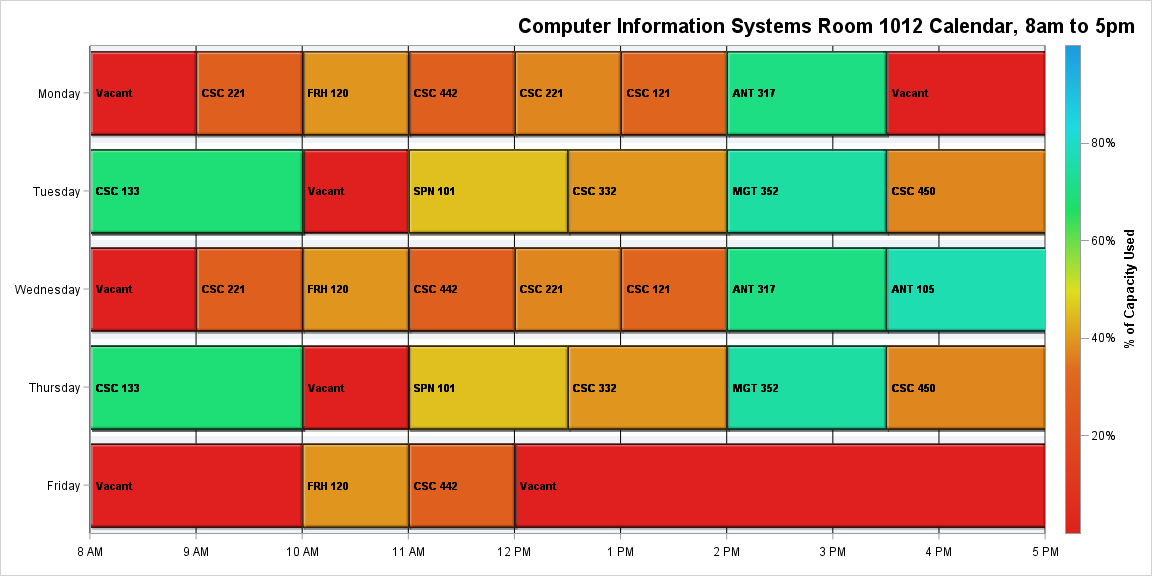 Computer Information Systems Room 1012 Calendar, 8am to 5pm
Monday
Vacant
CSC 221
FRH 120
CSC 442
CSC 221
CSC 121
ANT 317
Vacant
Tuesday
CSC 133
Vacant
SPN 101
CSC 332
MGT 352
CSC 450
Wednesday
Vacant
CSC 221
FRH 120
CSC 442
CSC 221
CSC 121
ANT 317
ANT 105
Thursday
CSC 133
Vacant
SPN 101
CSC 332
MGT 352
CSC 450
Friday
Vacant
FRH 120
CSC 442
Vacant
8 AM
9 AM
10 AM
11 AM
12 PM
1 PM
2 PM
3 PM
4 PM
5 PM
80%
60%
40%
20%
% of Capacity Used